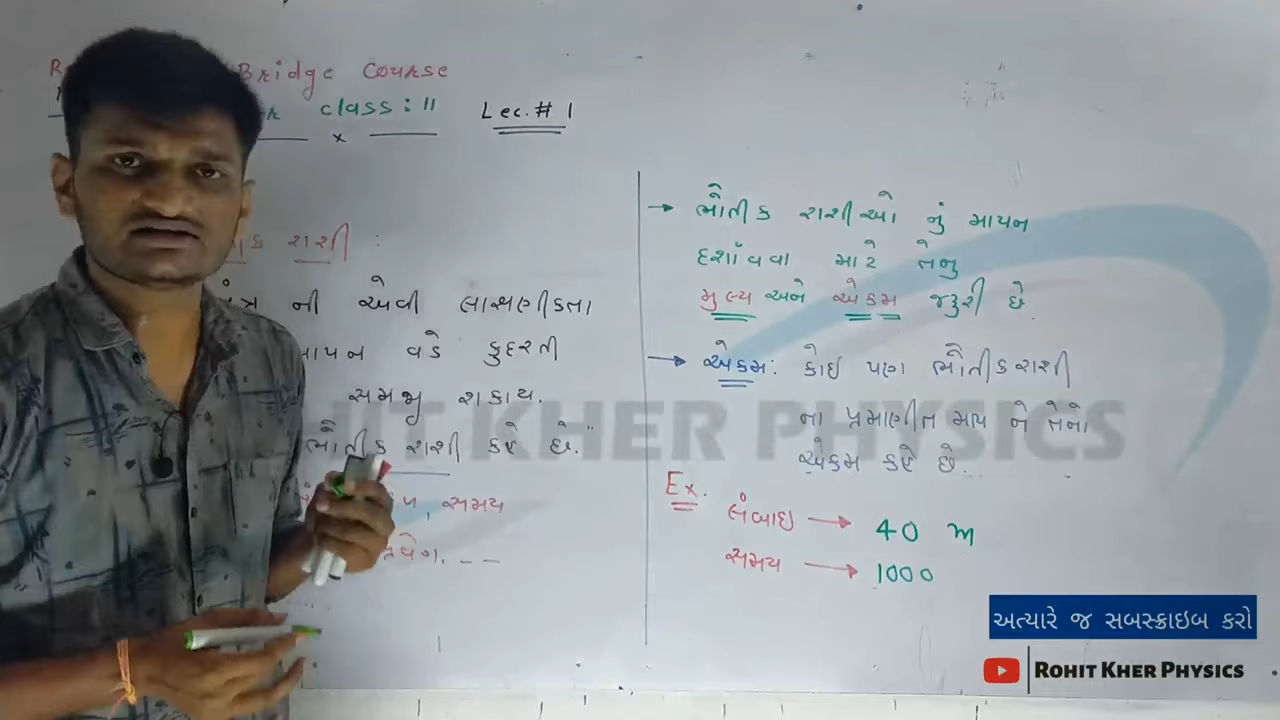 Bridge Course
class: 11 Lec. # 1
રાશી :
ની એવી લાક્ષણીકતા
માપન વડે કુદરતી
સમજી શકાય.
ભૌતીક રાશી કહે છે."
સમય
→ ભૌતીક રાશીઓ નું માપન
દર્શાવવા માટે તેનુ
મુલ્ય અને એકમ જરૂરી છે.
→ એકમ: કોઇ પણ ભૌતીકરાશી
ના પ્રમાણીત માપ ને તેનો
એકમ કહે છે.
Ex. લંબાઇ → 40 m
સમય → 1000
KHER PHYSICS
અત્યારે જ સબસ્ક્રાઇબ કરો
ROHIT KHER PHYSICS